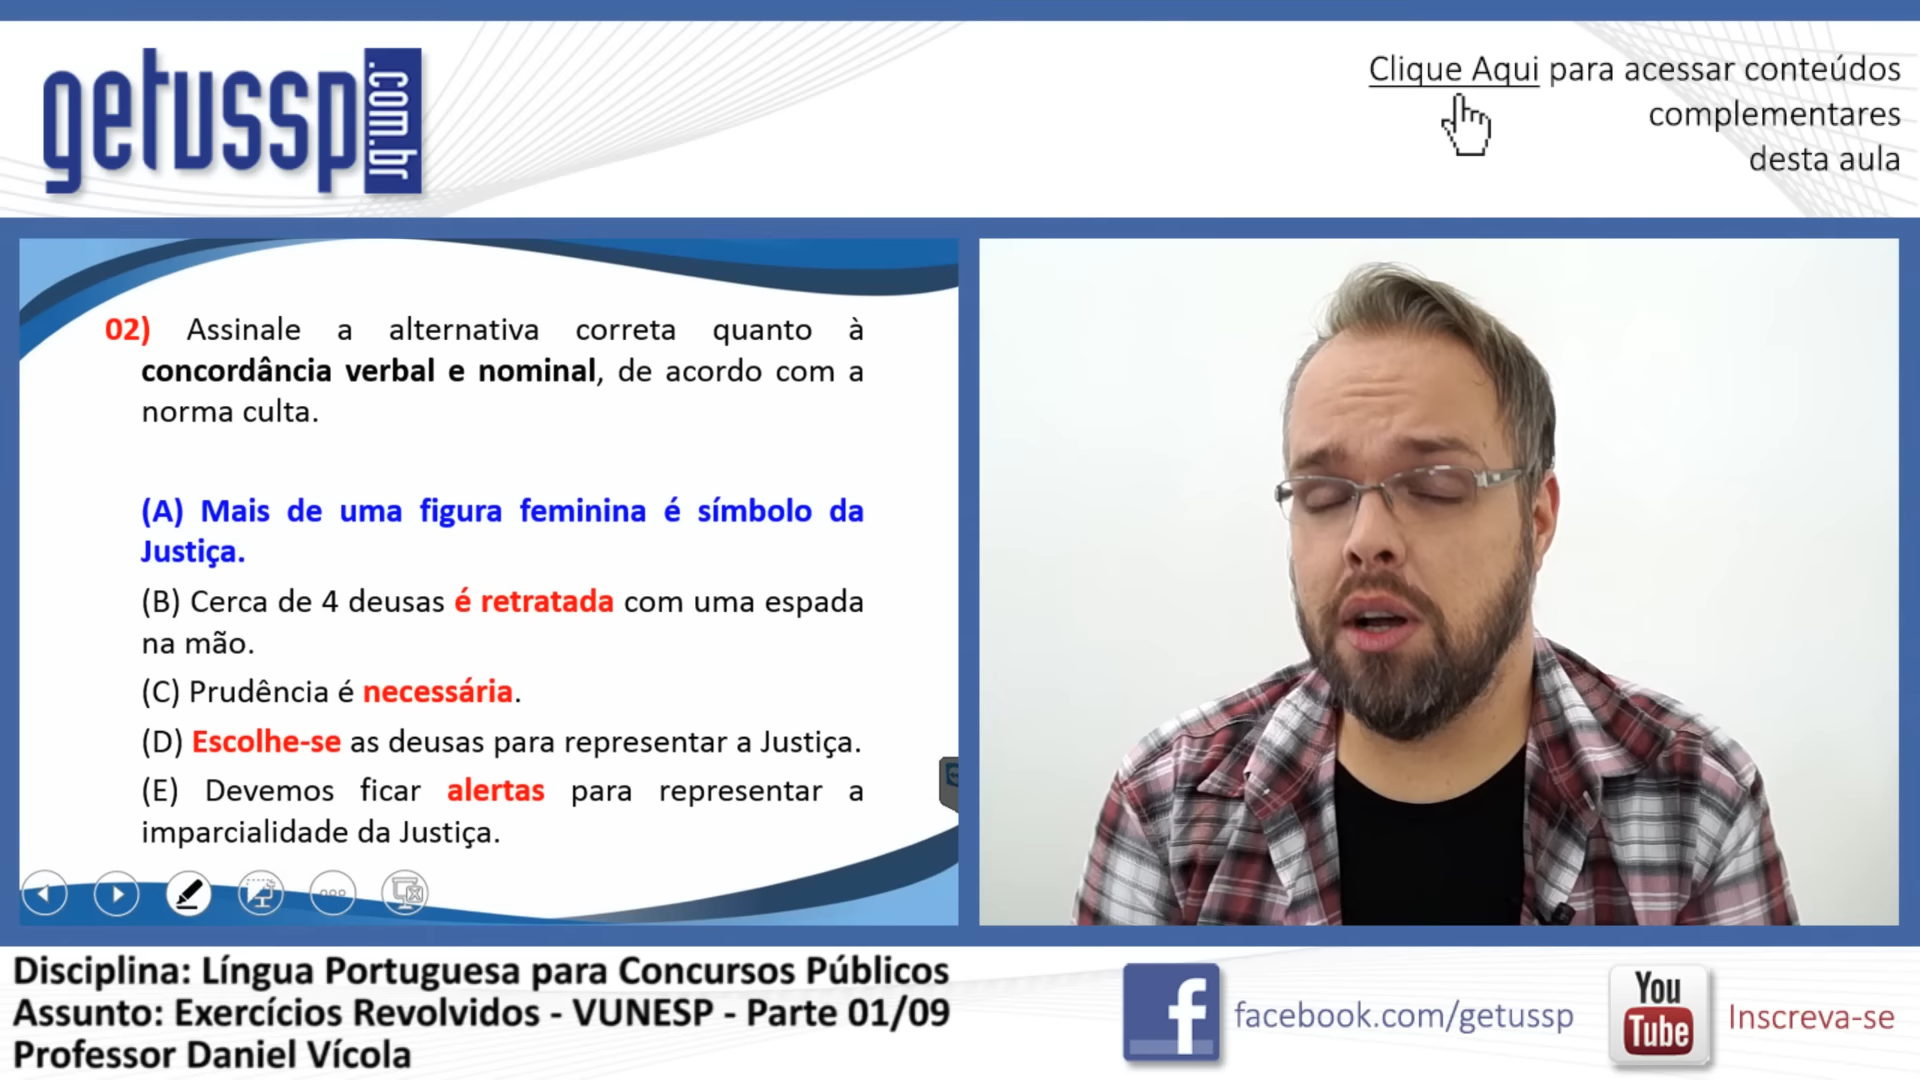 getussp.com.br
Clique Aqui para acessar conteúdos
complementares
desta aula
02) Assinale a alternativa correta quanto à
concordância verbal e nominal, de acordo com a
norma culta.
(A) Mais de uma figura feminina é símbolo da
Justiça.
(B) Cerca de 4 deusas é retratada com uma espada
na mão.
(C) Prudência é necessária.
(D) Escolhe-se as deusas para representar a Justiça.
(E) Devemos ficar alertas para representar a
imparcialidade da Justiça.
Disciplina: Língua Portuguesa para Concursos Públicos
Assunto: Exercícios Revolvidos - VUNESP - Parte 01/09
Professor Daniel Vícola
f
facebook.com/getussp
You
Tube
Inscreva-se